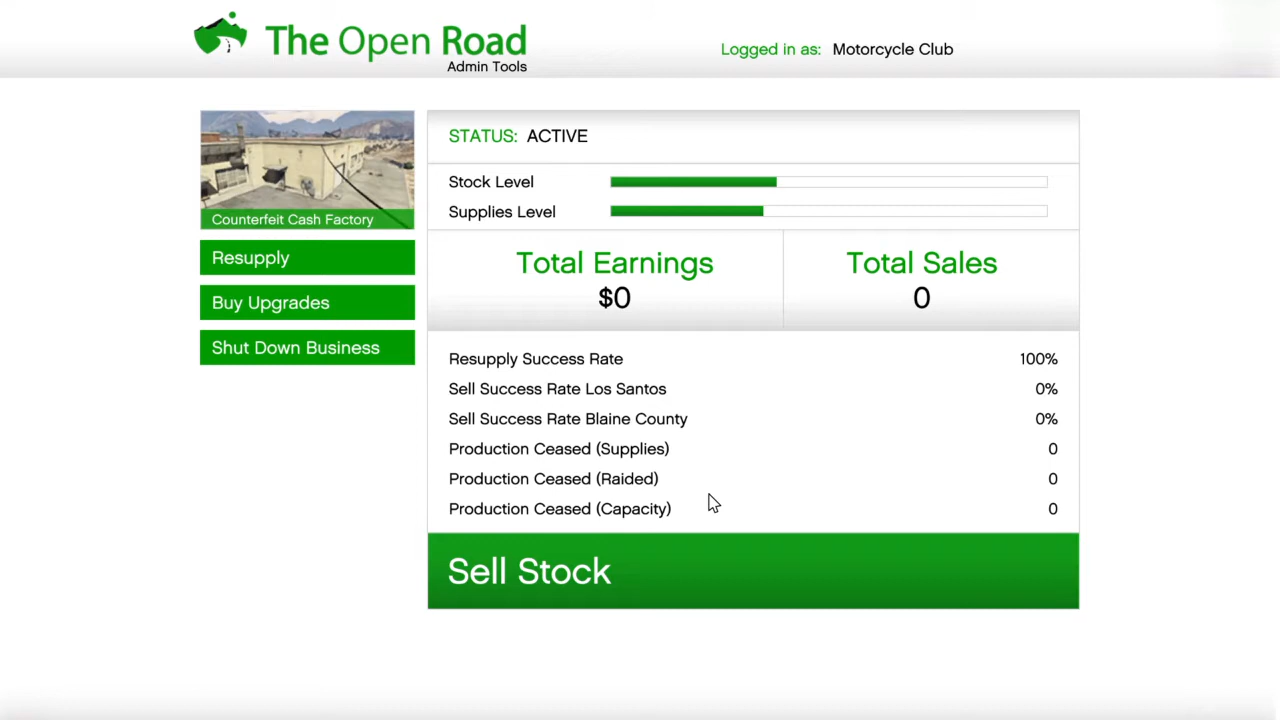 The Open Road
Admin Tools
Logged in as: Motorcycle Club
Counterfeit Cash Factory
Resupply
Buy Upgrades
Shut Down Business
STATUS: ACTIVE
Stock Level
Supplies Level
Total Earnings
$0
Total Sales
0
Resupply Success Rate 100%
Sell Success Rate Los Santos 0%
Sell Success Rate Blaine County 0%
Production Ceased (Supplies) 0
Production Ceased (Raided) 0
Production Ceased (Capacity) 0
Sell Stock